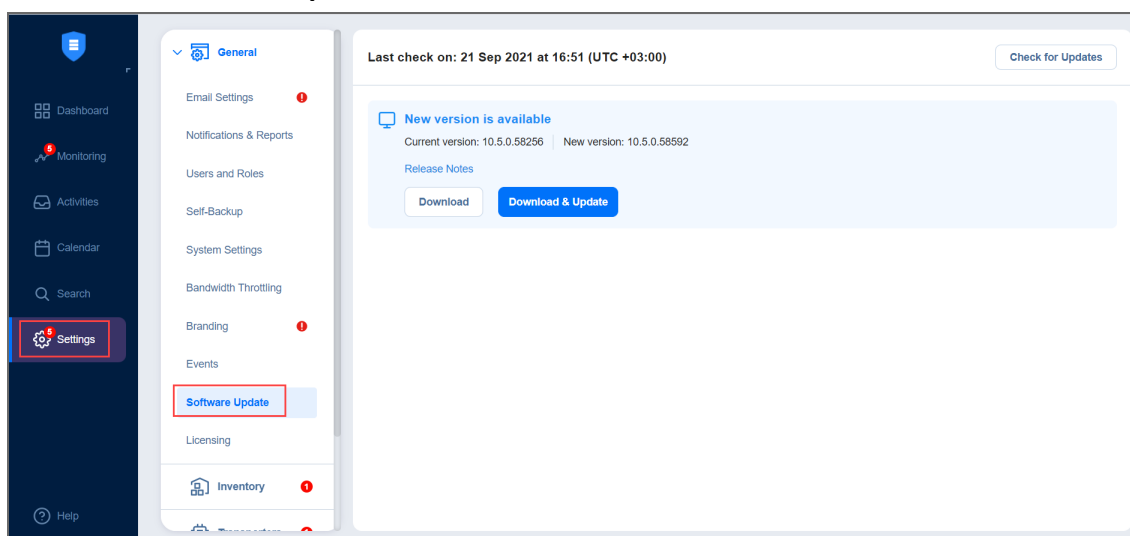 Dashboard
5
Monitoring
Activities
Calendar
Search
5
Settings
Help
General
Email Settings !
Notifications & Reports
Users and Roles
Self-Backup
System Settings
Bandwidth Throttling
Branding !
Events
Software Update
Licensing
Inventory 1
Last check on: 21 Sep 2021 at 16:51 (UTC +03:00) Check for Updates
New version is available
Current version: 10.5.0.58256 New version: 10.5.0.58592
Release Notes
Download Download & Update